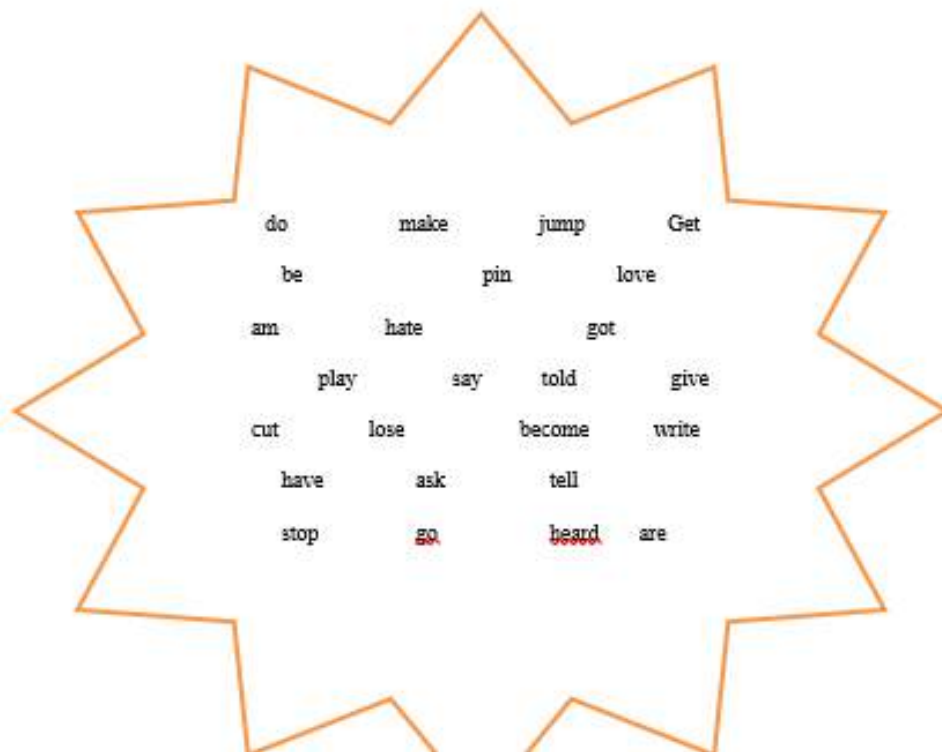 do make jump Get
be pin love
am hate got
play say told give
cut lose become write
have ask tell
stop go heard are